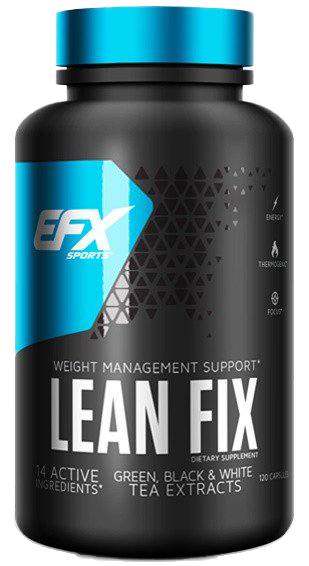 EFX
SPORTS
ENERGY*
THERMOGENIC*
FOCUS*
WEIGHT MANAGEMENT SUPPORT*
LEAN FIX
DIETARY SUPPLEMENT
14 ACTIVE
INGREDIENTS*
GREEN, BLACK & WHITE
TEA EXTRACTS
120 CAPSULES